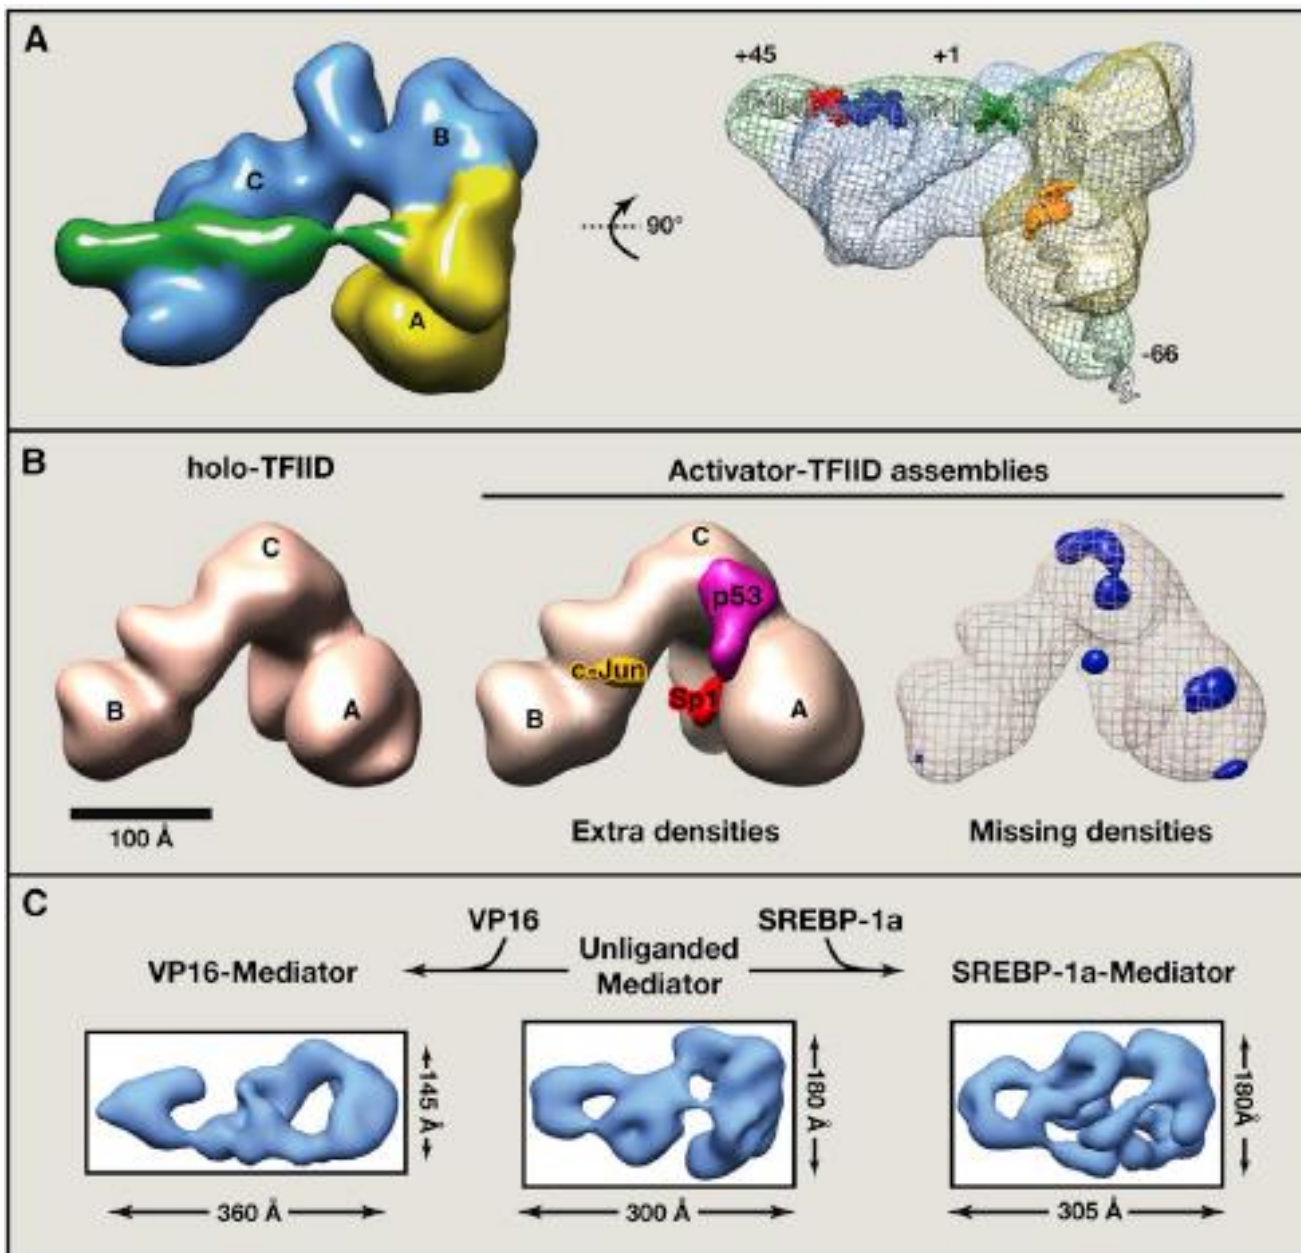 A
C
B
A
90°
+45
+1
-66
B
holo-TFIID
Activator-TFIID assemblies
C
B
A
C
p53
c-Jun
Sp1
B
A
100 Å
Extra densities
Missing densities
C
VP16
SREBP-1a
VP16-Mediator
Unliganded
Mediator
SREBP-1a-Mediator
145 Å
180 Å
180Å
360 Å
300 Å
305 Å